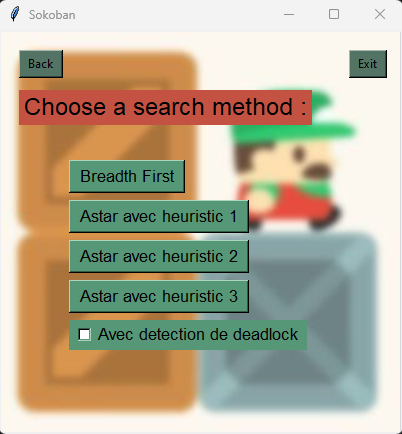 Sokoban
Back
Exit
Choose a search method :
Breadth First
Astar avec heuristic 1
Astar avec heuristic 2
Astar avec heuristic 3
Avec detection de deadlock